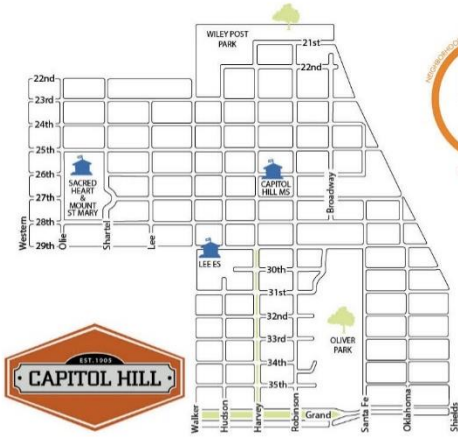 WILEY POST
PARK
21st
22nd
22nd
23rd
24th
25th
26th
27th
28th
29th
SACRED
HEART
&
MOUNT
ST MARY
CAPITOL
HILL MS
LEE ES
30th
31st
32nd
33rd
34th
35th
OLIVER
PARK
Grand
Western
Olie
Shartel
Lee
Walker
Hudson
Harvey
Robinson
Broadway
Santa Fe
Oklahoma
Shields
EST. 1905
CAPITOL HILL